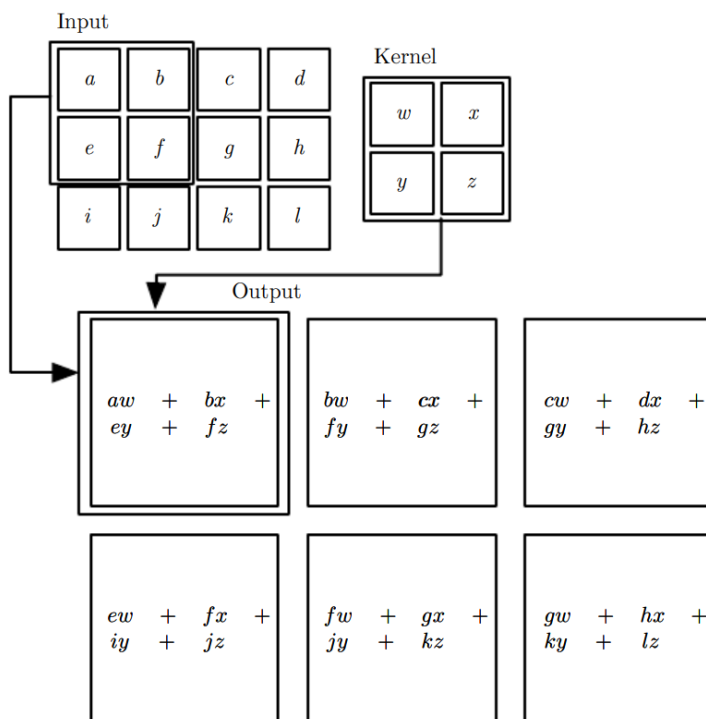 Input
a b c d
e f g h
i j k l
Kernel
w x
y z
Output
aw + bx +
ey + fz
bw + cx +
fy + gz
cw + dx +
gy + hz
ew + fx +
iy + jz
fw + gx +
jy + kz
gw + hx +
ky + lz